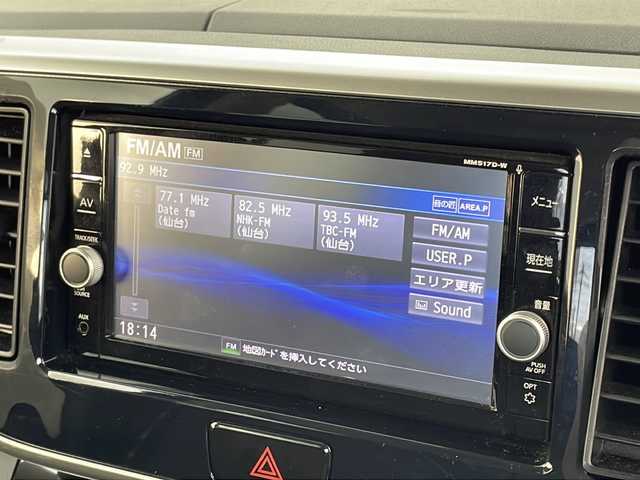 MM517D-W
FM/AM FM
92.9 MHz
音の匠 AREA.P
77.1 MHz
Date fm
(仙台)
82.5 MHz
NHK-FM
(仙台)
93.5 MHz
TBC-FM
(仙台)
FM/AM
USER.P
エリア更新
Sound
18:14
FM 地図ｶｰﾄﾞを挿入してください
AV
TRACK/SEEK
SOURCE
AUX
メニュー
現在地
音量
PUSH
AV OFF
OPT